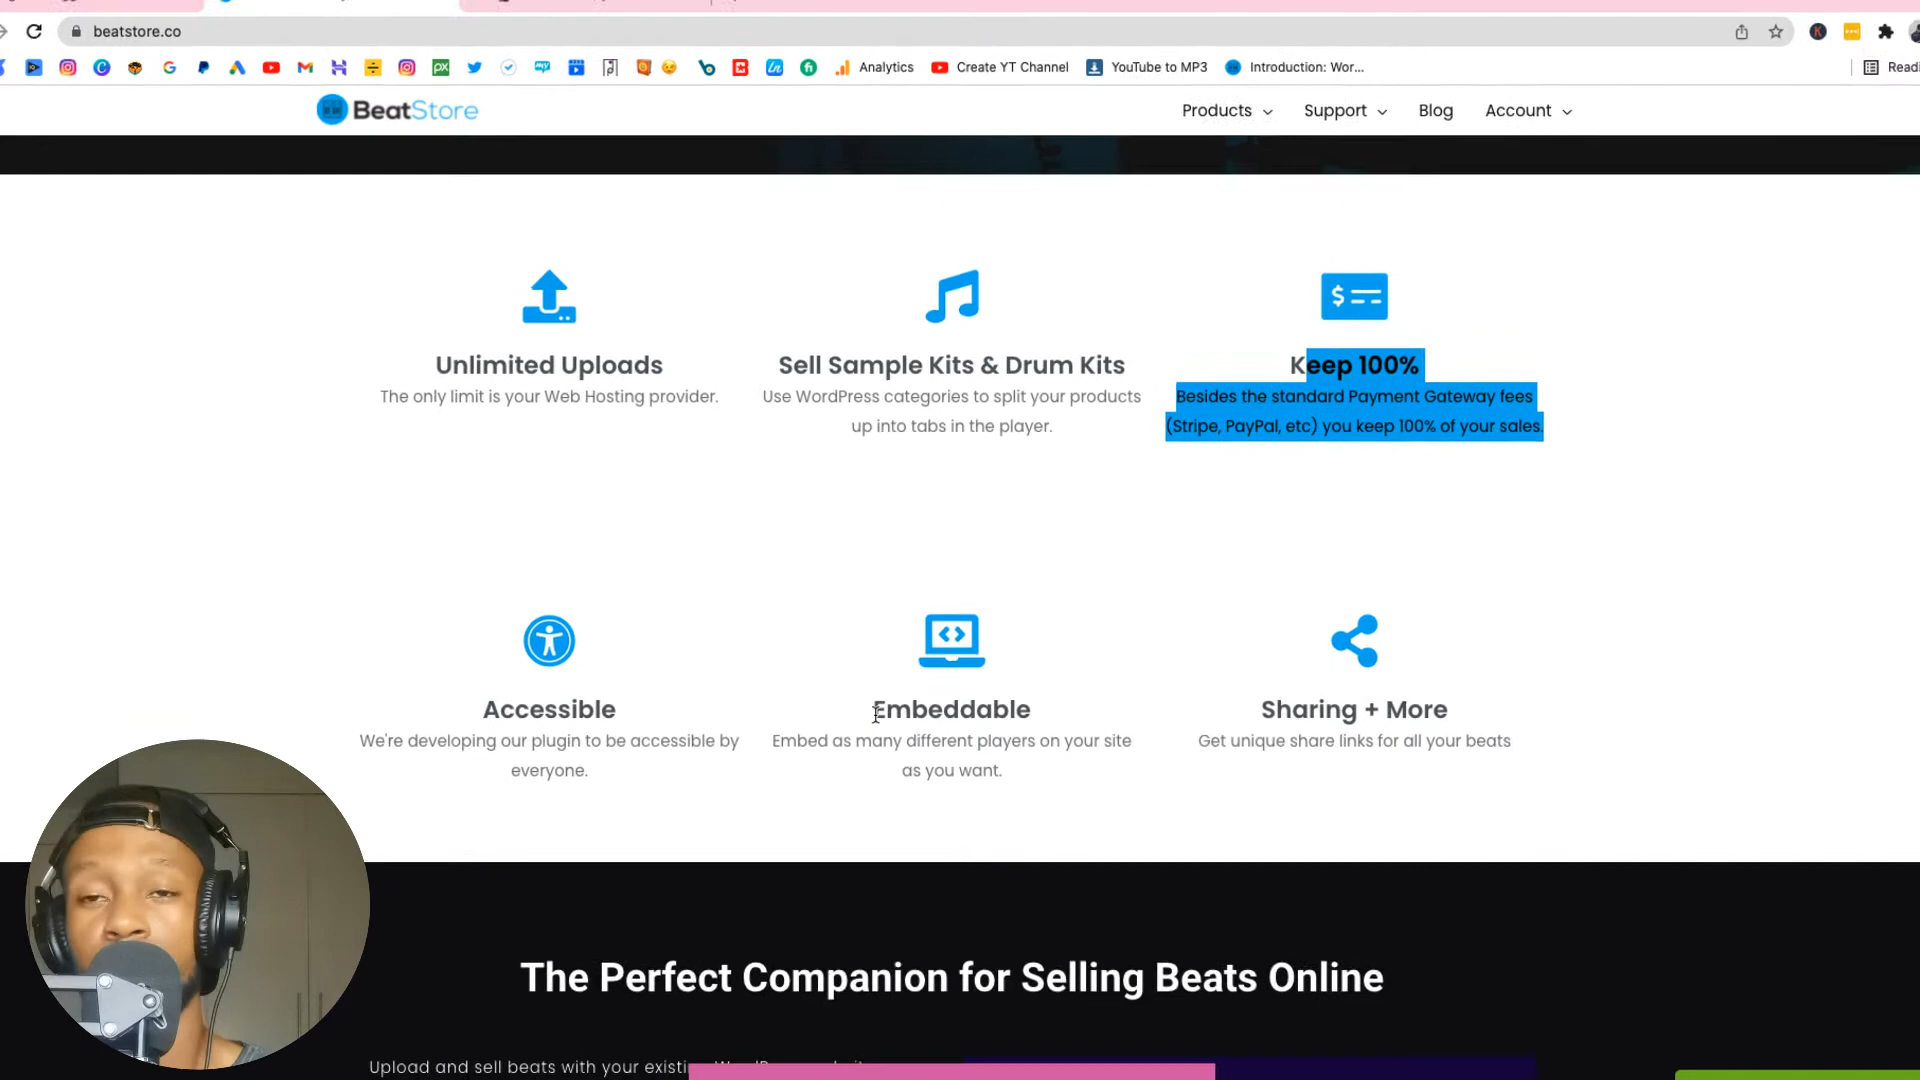 beatstore.co
Analytics
Create YT Channel
YouTube to MP3
Introduction: Wor...
BeatStore
Products
Support
Blog
Account
Unlimited Uploads
The only limit is your Web Hosting provider.
Sell Sample Kits & Drum Kits
Use WordPress categories to split your products
up into tabs in the player.
Keep 100%
Besides the standard Payment Gateway fees
(Stripe, PayPal, etc) you keep 100% of your sales.
Accessible
We're developing our plugin to be accessible by
everyone.
Embeddable
Embed as many different players on your site
as you want.
Sharing + More
Get unique share links for all your beats
The Perfect Companion for Selling Beats Online
Upload and sell beats with your